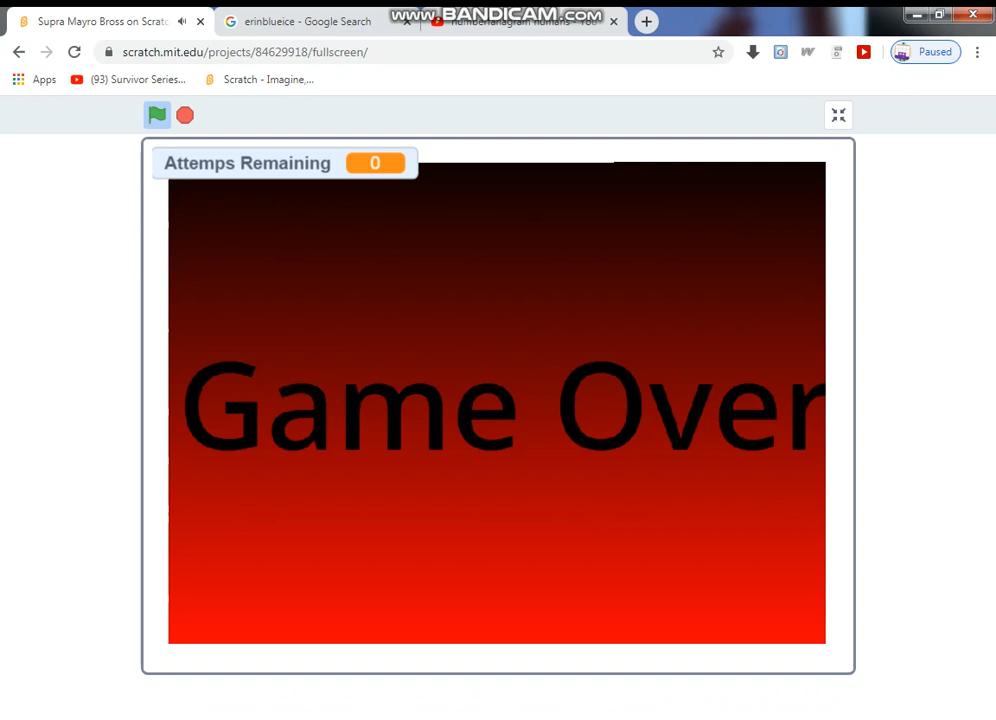 Supra Mayro Bross on Scratc
erinblueice - Google Search
www.BANDICAM.com
scratch.mit.edu/projects/84629918/fullscreen/
Paused
Apps
(93) Survivor Series...
Scratch - Imagine,...
Attemps Remaining 0
Game Over